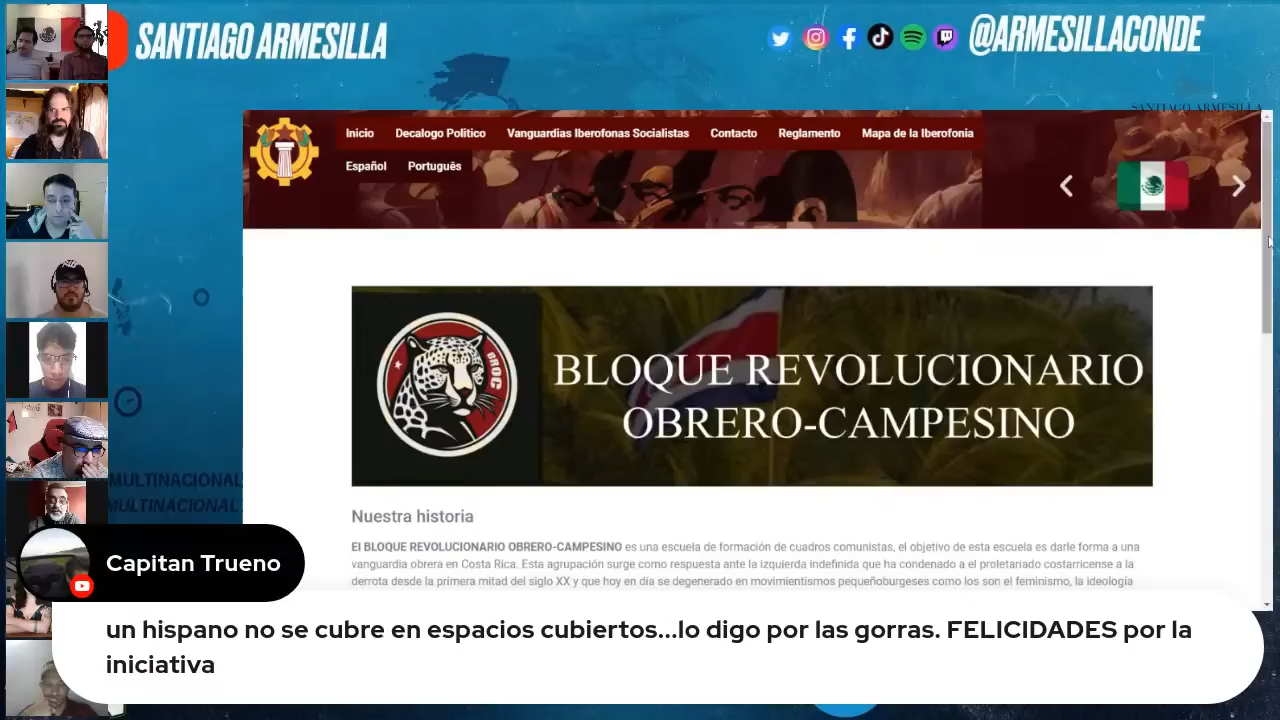 SANTIAGO ARMESILLA
@ARMESILLACONDE
SANTIAGO ARMESILLA
Inicio
Decalogo Politico
Vanguardias Iberofonas Socialistas
Contacto
Reglamento
Mapa de la Iberofonia
Español
Português
BROC
BLOQUE REVOLUCIONARIO
OBRERO-CAMPESINO
MULTINACIONAL
MULTINACIONAL
Nuestra historia
El BLOQUE REVOLUCIONARIO OBRERO-CAMPESINO es una escuela de formación de cuadros comunistas, el objetivo de esta escuela es darle forma a una
vanguardia obrera en Costa Rica. Esta agrupación surge como respuesta ante la izquierda indefinida que ha condenado a el proletariado costarricense a la
derrota desde la primera mitad del siglo XX y que hoy en día se degenerado en movimientismos pequeñoburgeses como los son el feminismo, la ideología
Capitan Trueno
un hispano no se cubre en espacios cubiertos...lo digo por las gorras. FELICIDADES por la
iniciativa